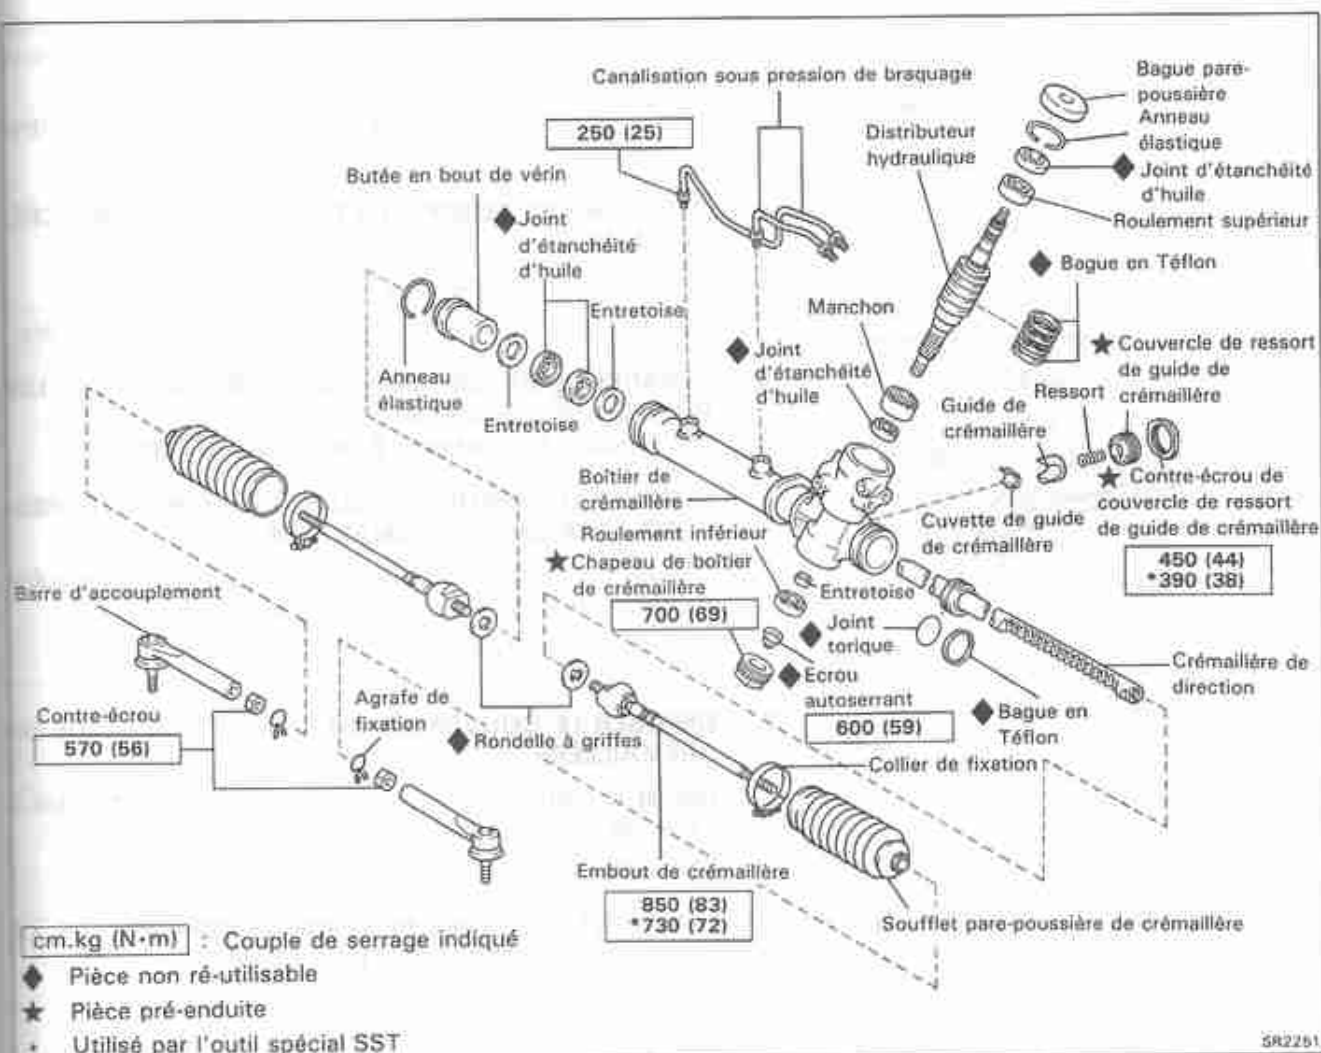 Canalisation sous pression de braquage
Bague pare-
poussière
Anneau
élastique
250 (25)
Distributeur
hydraulique
◆ Joint d'étanchéité
d'huile
Butée en bout de vérin
Roulement supérieur
◆ Joint
d'étanchéité
d'huile
◆ Bague en Téflon
Entretoise
Manchon
◆ Joint
d'étanchéité
d'huile
★ Couvercle de ressort
de guide de
crémaillère
Anneau
élastique
Entretoise
Ressort
Guide de
crémaillère
Boîtier de
crémaillère
★ Contre-écrou de
couvercle de ressort
de guide de crémaillère
450 (44)
*390 (38)
Cuvette de guide
de crémaillère
Roulement inférieur
★ Chapeau de boîtier
de crémaillère
700 (69)
Entretoise
Barre d'accouplement
◆ Joint
torique
Crémaillère de
direction
◆ Ecrou
autoserrant
600 (59)
◆ Bague en
Téflon
Contre-écrou
570 (56)
Agrafe de
fixation
◆ Rondelle à griffes
Collier de fixation
Embout de crémaillère
850 (83)
*730 (72)
Soufflet pare-poussière de crémaillère
cm.kg (N·m) : Couple de serrage indiqué
◆ Pièce non ré-utilisable
★ Pièce pré-enduite
* Utilisé par l'outil spécial SST
SR2251